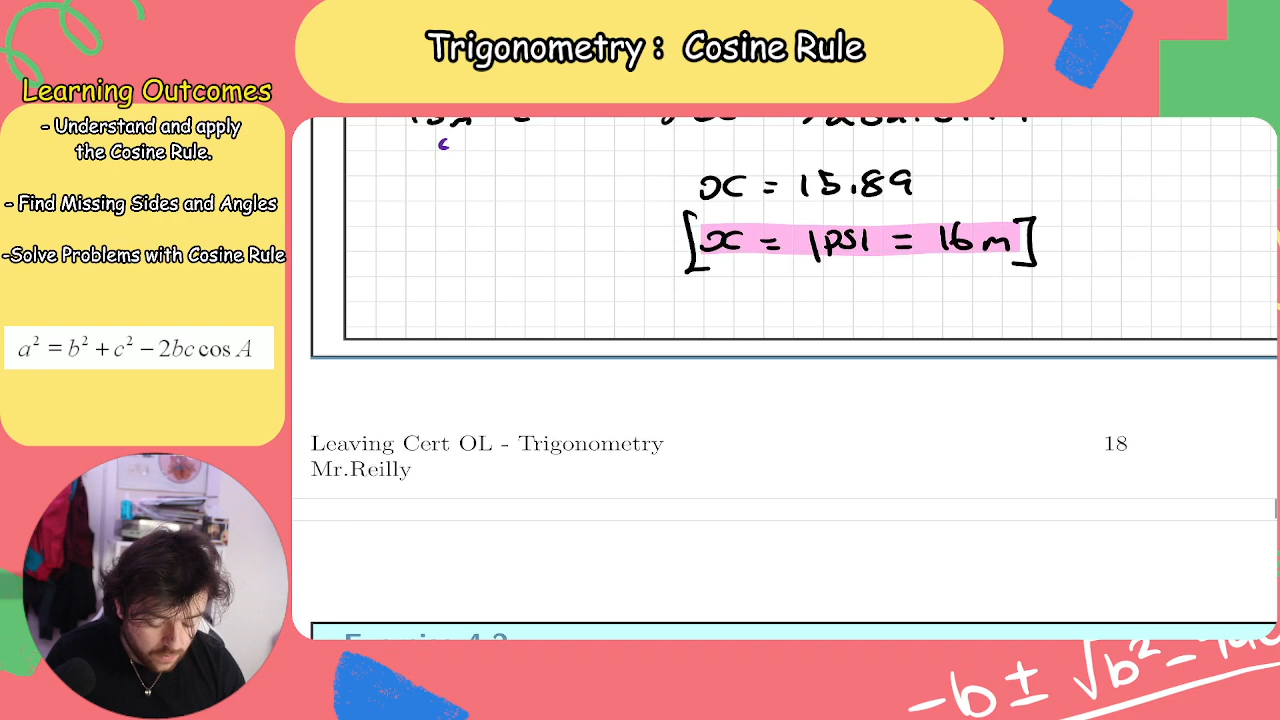 Trigonometry : Cosine Rule
Learning Outcomes
- Understand and apply
the Cosine Rule.
- Find Missing Sides and Angles
-Solve Problems with Cosine Rule
a² = b² + c² − 2bc cos A
x = 15.89
[x = |PS| = 16 m]
Leaving Cert OL - Trigonometry
18
Mr.Reilly